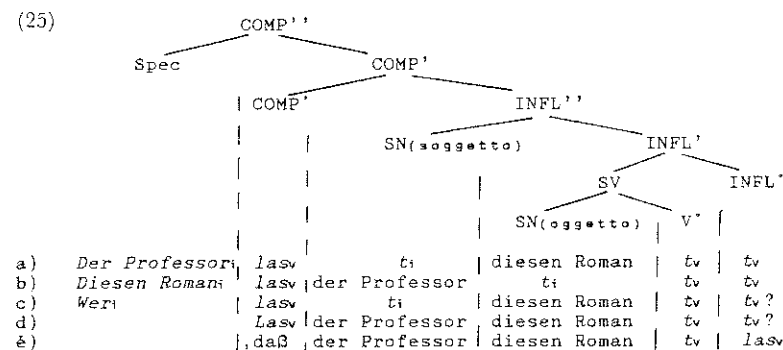 (25)
COMP''
Spec COMP'
COMP' INFL''
SN(soggetto) INFL'
SV INFL°
SN(oggetto) V°
a) Der Professori lasv ti diesen Roman tv tv
b) Diesen Romani lasv der Professor ti tv tv
c) Weri lasv ti diesen Roman tv tv?
d) Lasv der Professor diesen Roman tv tv?
é) ,daß der Professor diesen Roman tv lasv